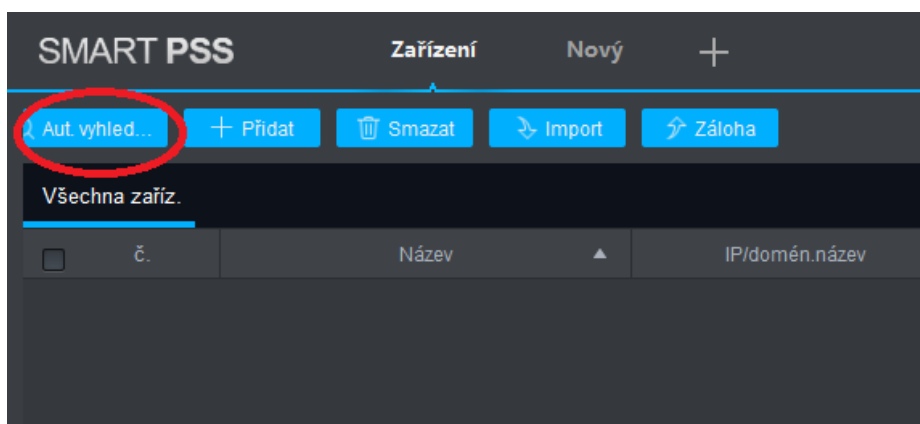 SMART PSS Zařízení Nový
Aut. vyhled... Přidat Smazat Import Záloha
Všechna zaříz.
č. Název IP/domén.název